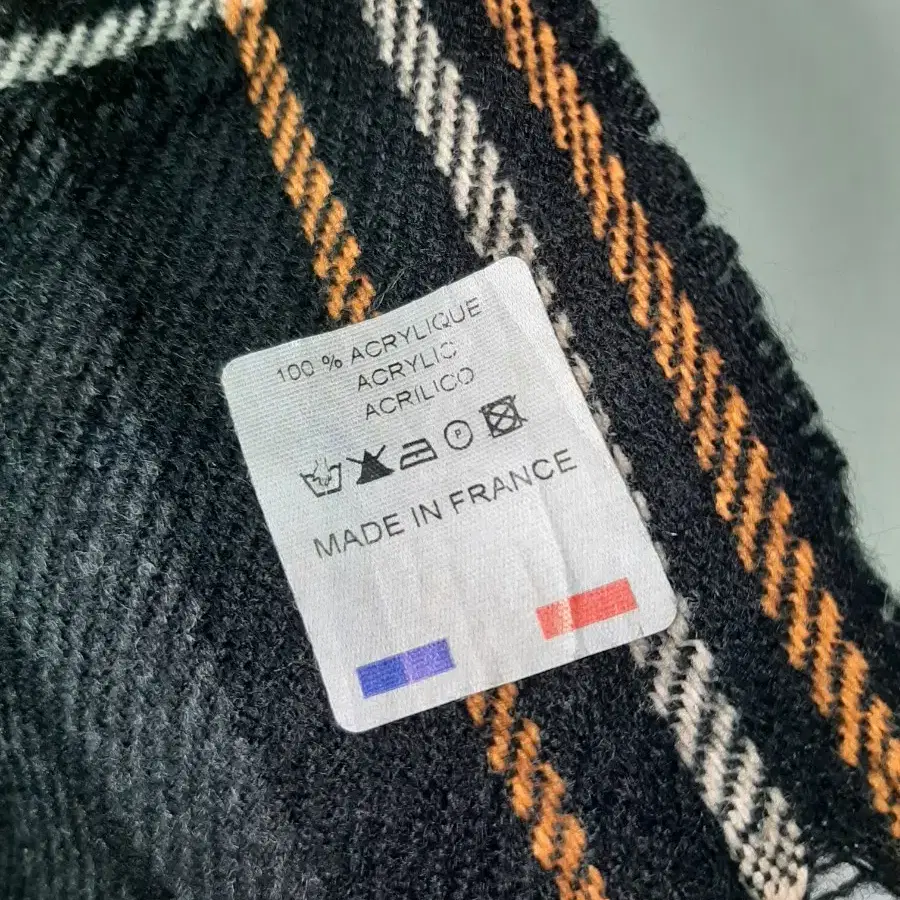 100 % ACRYLIQUE
ACRYLIC
ACRILICO
P
MADE IN FRANCE